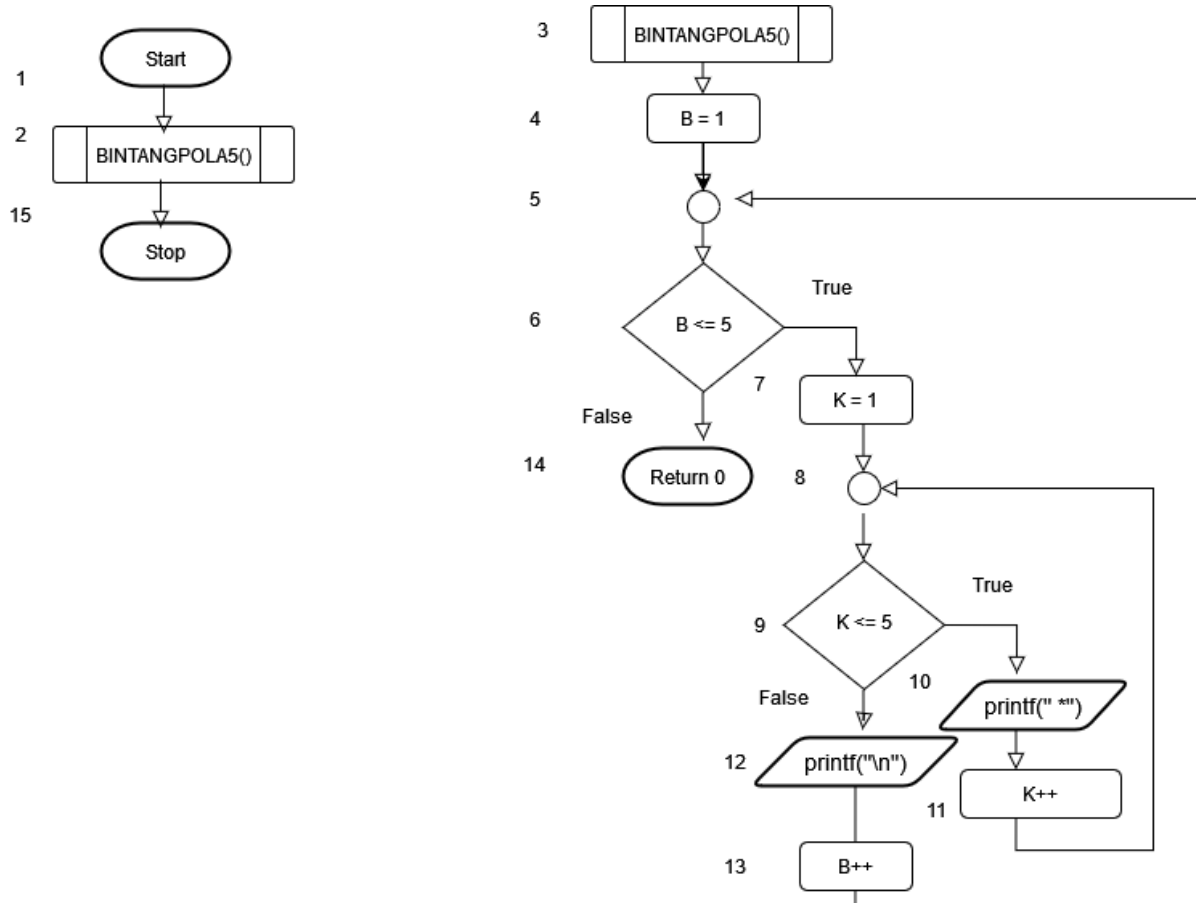 1
Start
2
BINTANGPOLA5()
15
Stop
3
BINTANGPOLA5()
4
B = 1
5
6
B <= 5
True
7
K = 1
False
14
Return 0
8
9
K <= 5
True
10
printf(" *")
False
12
printf("\n")
11
K++
13
B++